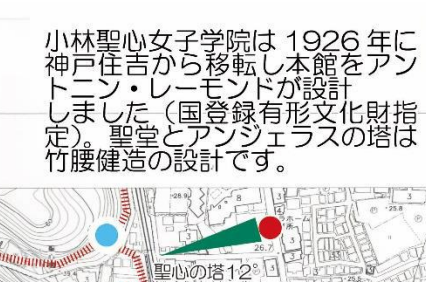 小林聖心女子学院は 1926 年に
神戸住吉から移転し本館をアン
トニン・レーモンドが設計
しました（国登録有形文化財指
定）。聖堂とアンジェラスの塔は
竹腰健造の設計です。
26.7
聖心の塔12°
25.8